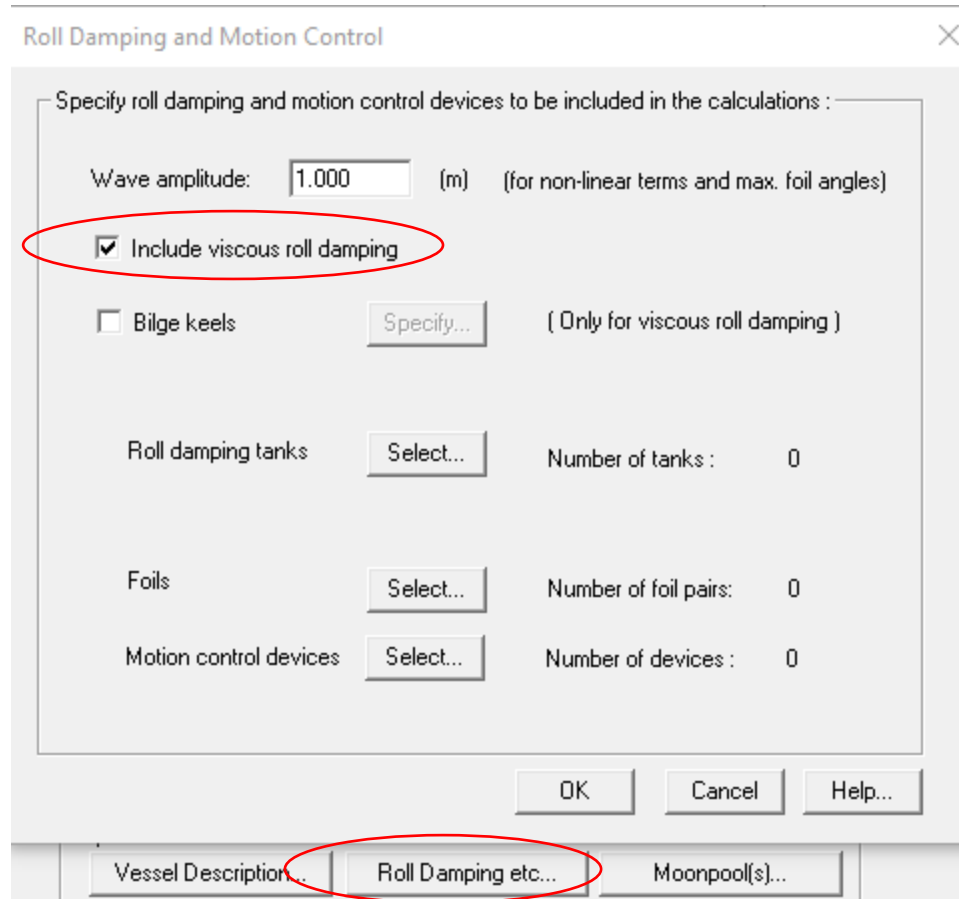 Roll Damping and Motion Control
Specify roll damping and motion control devices to be included in the calculations :
Wave amplitude: 1.000 (m) (for non-linear terms and max. foil angles)
Include viscous roll damping
Bilge keels Specify... ( Only for viscous roll damping )
Roll damping tanks Select... Number of tanks : 0
Foils Select... Number of foil pairs: 0
Motion control devices Select... Number of devices : 0
OK Cancel Help...
Vessel Description... Roll Damping etc... Moonpool(s)...